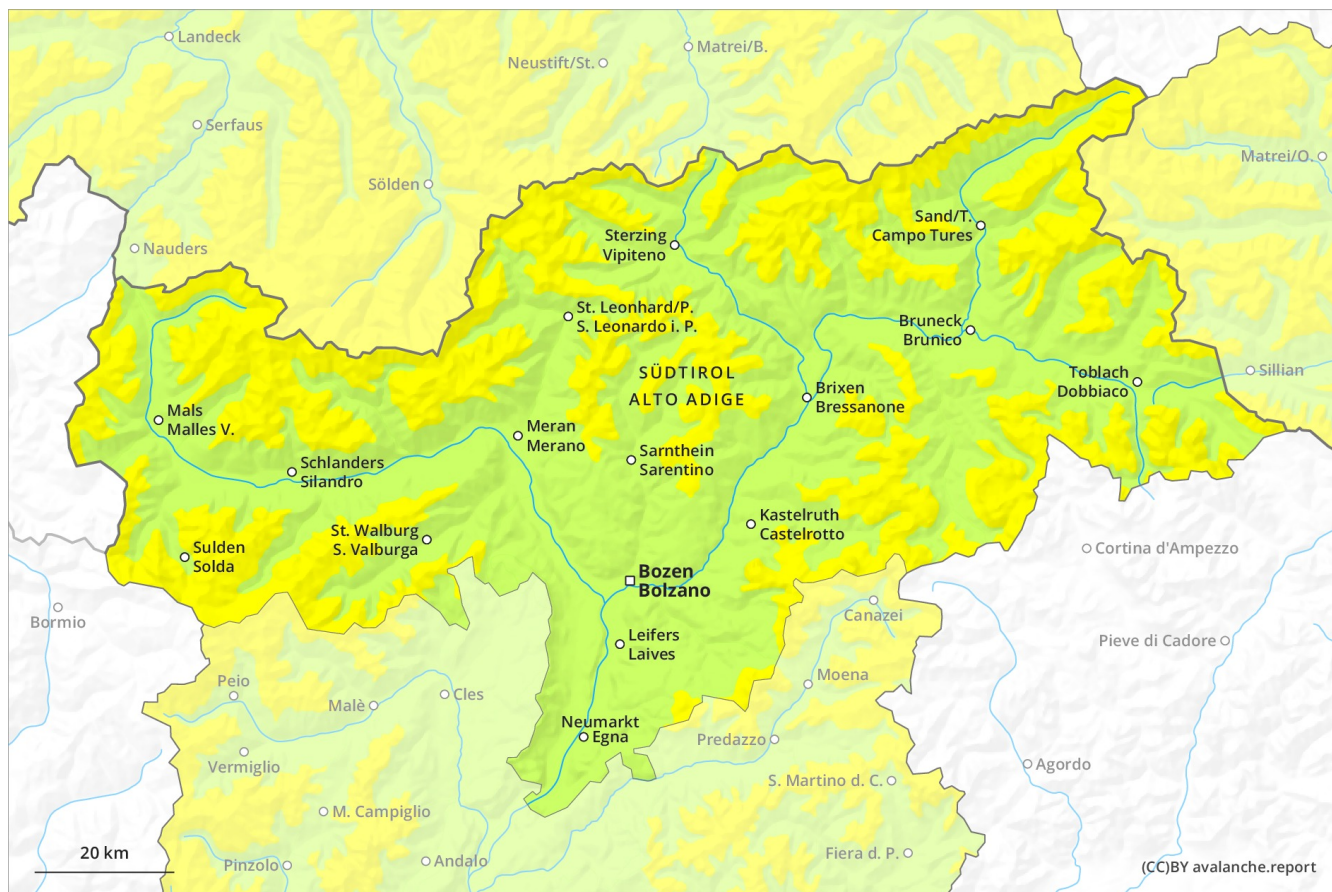 Landeck
Matrei/B.
Neustift/St.
Serfaus
Matrei/O.
Sölden
Sand/T.
Campo Tures
Sterzing
Vipiteno
Nauders
St. Leonhard/P.
S. Leonardo i. P.
Bruneck
Brunico
SÜDTIROL
ALTO ADIGE
Toblach
Dobbiaco
Sillian
Brixen
Bressanone
Mals
Malles V.
Meran
Merano
Sarnthein
Sarentino
Schlanders
Silandro
Kastelruth
Castelrotto
St. Walburg
S. Valburga
Sulden
Solda
Cortina d'Ampezzo
Bozen
Bolzano
Bormio
Canazei
Leifers
Laives
Pieve di Cadore
Moena
Peio
Cles
Malè
Neumarkt
Egna
Predazzo
Vermiglio
Agordo
S. Martino d. C.
M. Campiglio
20 km
Pinzolo
Andalo
Fiera d. P.
(CC)BY avalanche.report